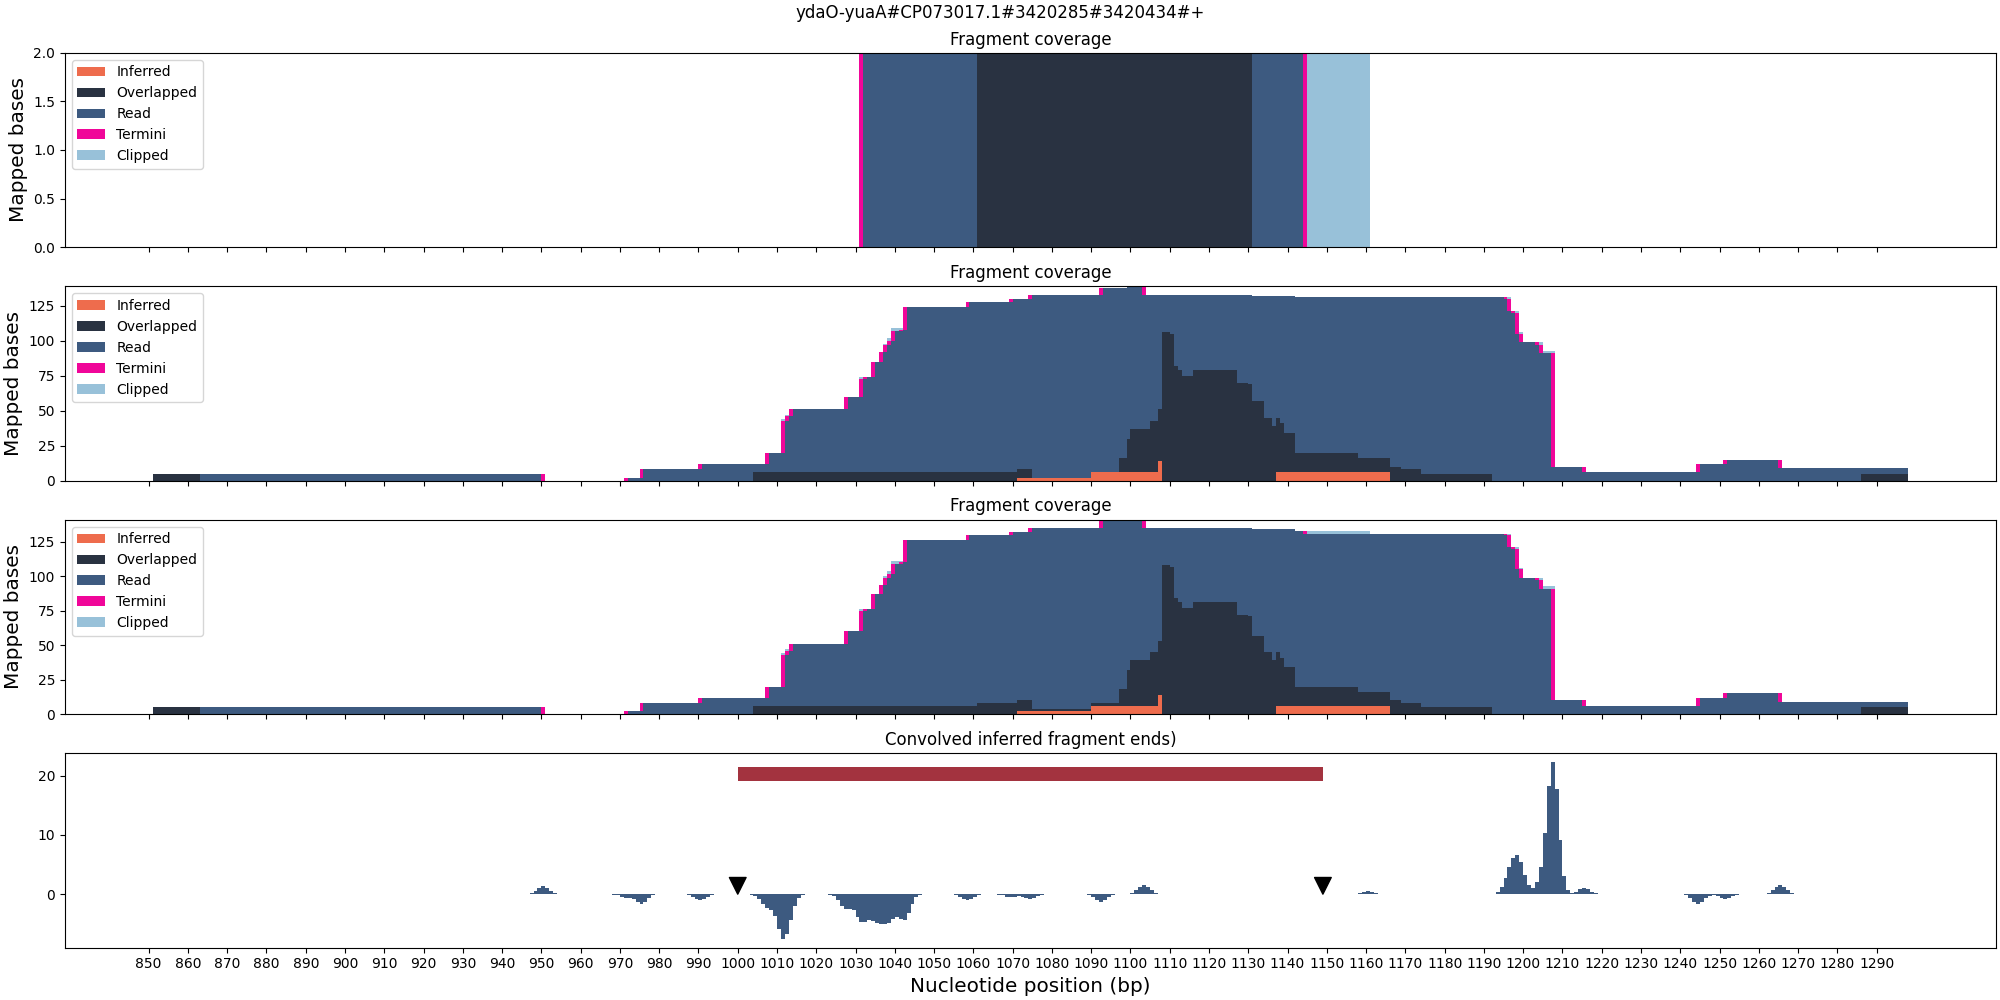 ydaO-yuaA#CP073017.1#3420285#3420434#+
Fragment coverage
Mapped bases
2.0
1.5
1.0
0.5
0.0
Inferred
Overlapped
Read
Termini
Clipped
Fragment coverage
Mapped bases
125
100
75
50
25
0
Inferred
Overlapped
Read
Termini
Clipped
Fragment coverage
Mapped bases
125
100
75
50
25
0
Inferred
Overlapped
Read
Termini
Clipped
Convolved inferred fragment ends)
20
10
0
850 860 870 880 890 900 910 920 930 940 950 960 970 980 990 1000 1010 1020 1030 1040 1050 1060 1070 1080 1090 1100 1110 1120 1130 1140 1150 1160 1170 1180 1190 1200 1210 1220 1230 1240 1250 1260 1270 1280 1290
Nucleotide position (bp)